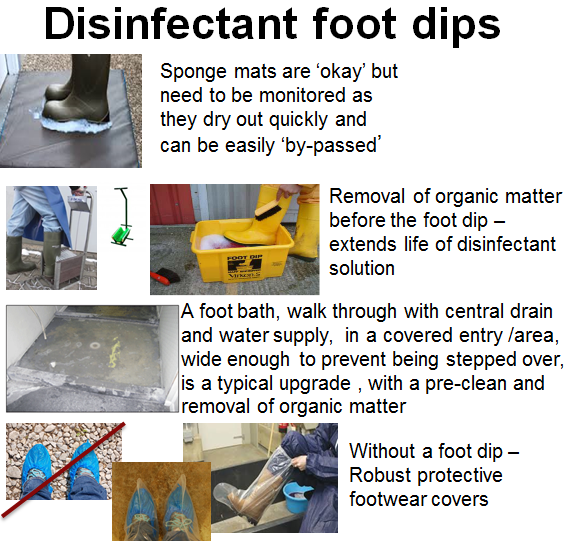 Disinfectant foot dips
Sponge mats are ‘okay’ but
need to be monitored as
they dry out quickly and
can be easily ‘by-passed’
Removal of organic matter
before the foot dip –
extends life of disinfectant
solution
FOOT DIP
A foot bath, walk through with central drain
and water supply,  in a covered entry /area,
wide enough  to prevent being stepped over,
is a typical upgrade , with a pre-clean and
removal of organic matter
Without a foot dip –
Robust protective
footwear covers